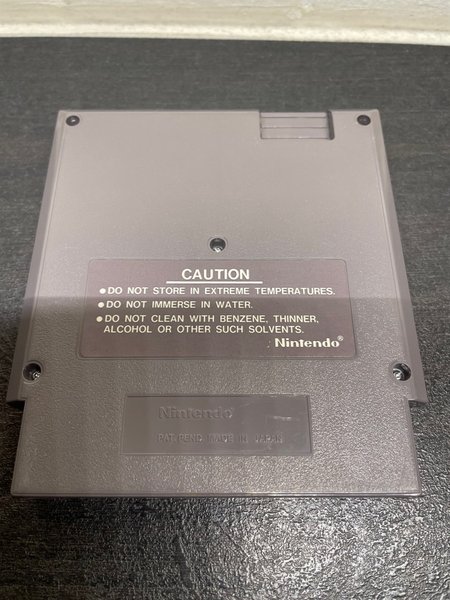 CAUTION
●DO NOT STORE IN EXTREME TEMPERATURES.
●DO NOT IMMERSE IN WATER.
●DO NOT CLEAN WITH BENZENE, THINNER,
ALCOHOL OR OTHER SUCH SOLVENTS.
Nintendo®
Nintendo®
PAT. PEND. MADE IN JAPAN